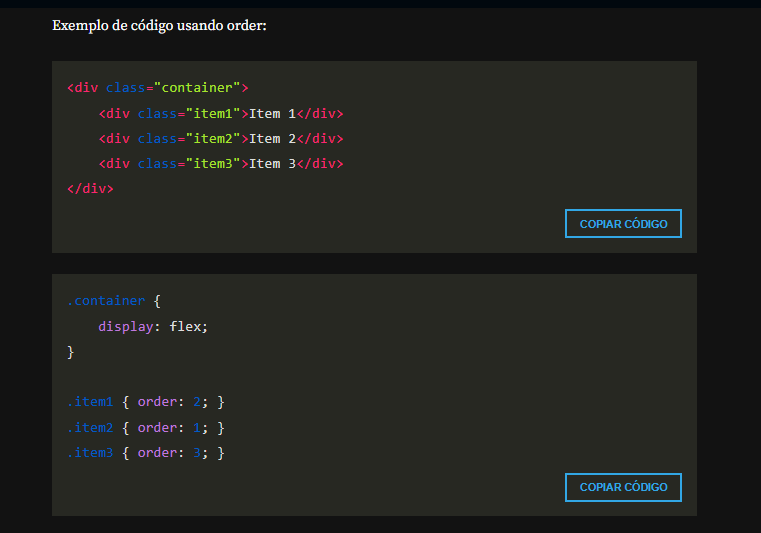 Exemplo de código usando order:
<div class="container">
    <div class="item1">Item 1</div>
    <div class="item2">Item 2</div>
    <div class="item3">Item 3</div>
</div>
COPIAR CÓDIGO
.container {
    display: flex;
}
.item1 { order: 2; }
.item2 { order: 1; }
.item3 { order: 3; }
COPIAR CÓDIGO